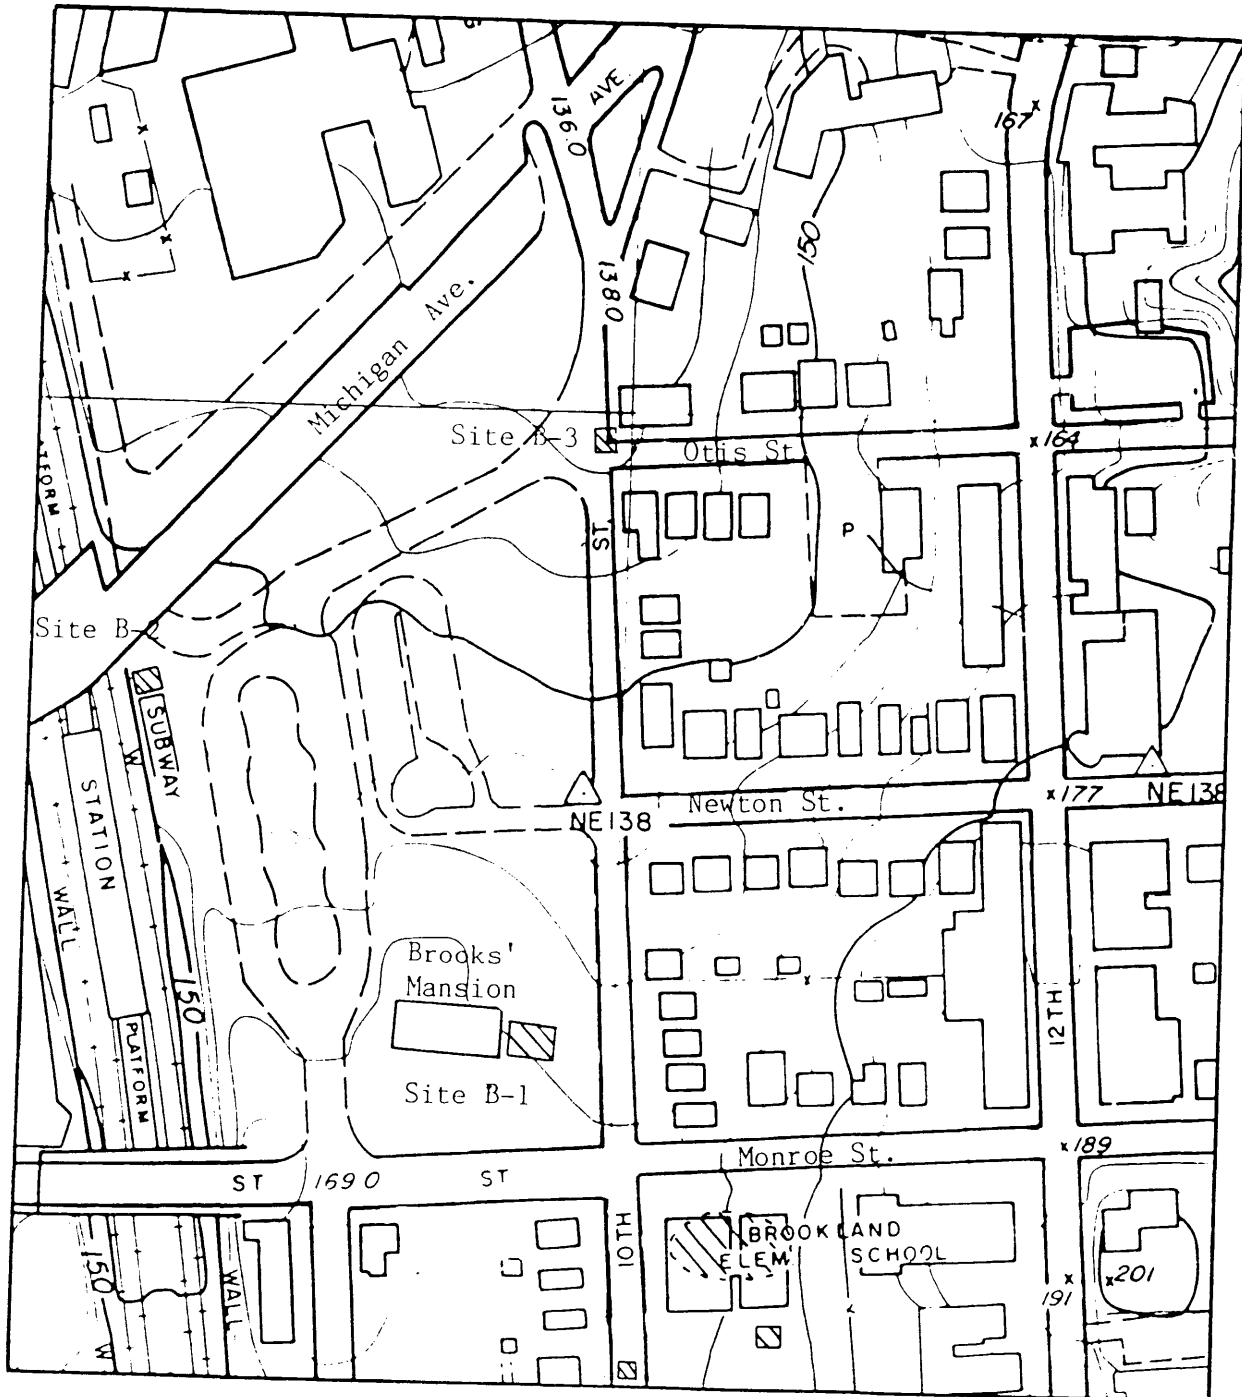 136.0
AVE
167
150
138.0
Michigan Ave.
Site B-3
Otis St
164
ST.
P
Site B-2
SUBWAY
STATION
W
WALL
150
PLATFORM
NE138
Newton St.
177
NE138
Brooks'
Mansion
Site B-1
12TH
Monroe St.
189
ST 1690 ST
10TH
BROOKLAND
ELEM SCHOOL
150
WALL
W
191
201